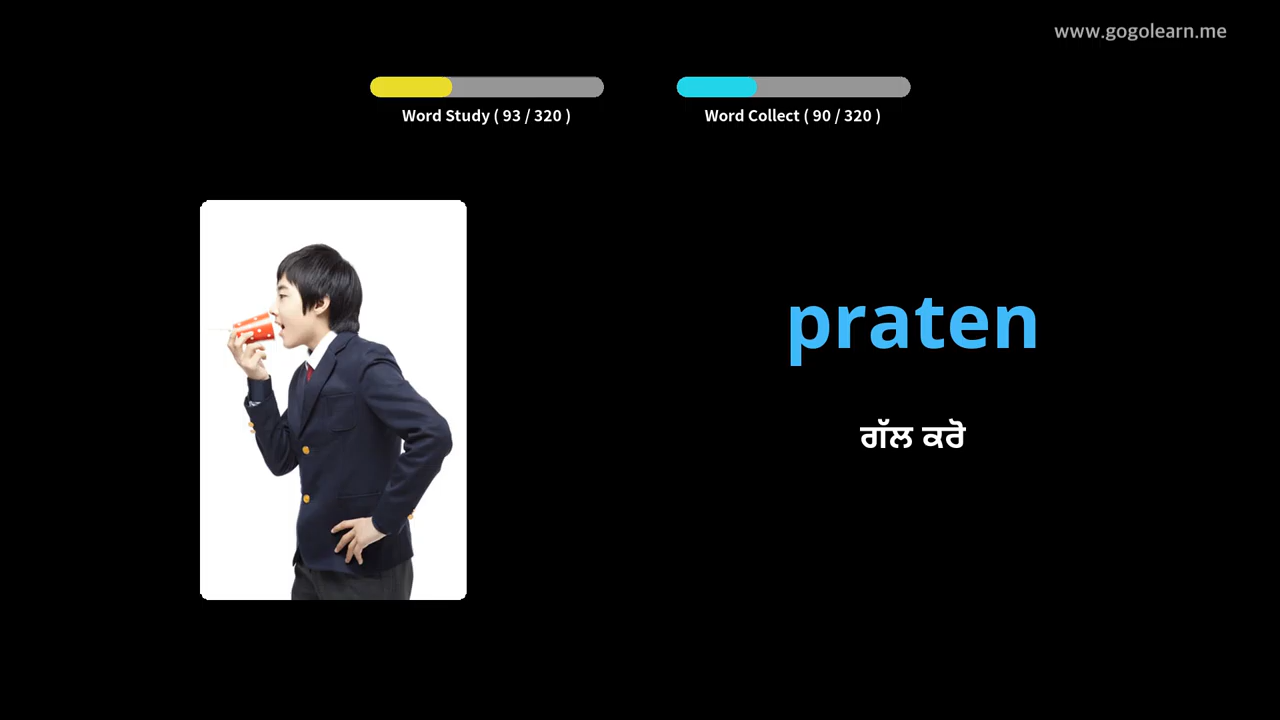 www.gogolearn.me
Word Study ( 93 / 320 )
Word Collect ( 90 / 320 )
praten
ਗੱਲ ਕਰੋ